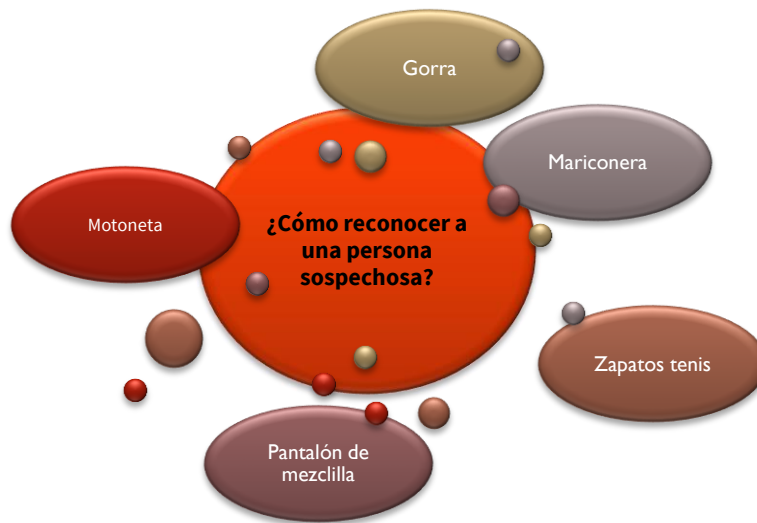 Gorra
Mariconera
Motoneta
¿Cómo reconocer a
una persona
sospechosa?
Zapatos tenis
Pantalón de
mezclilla